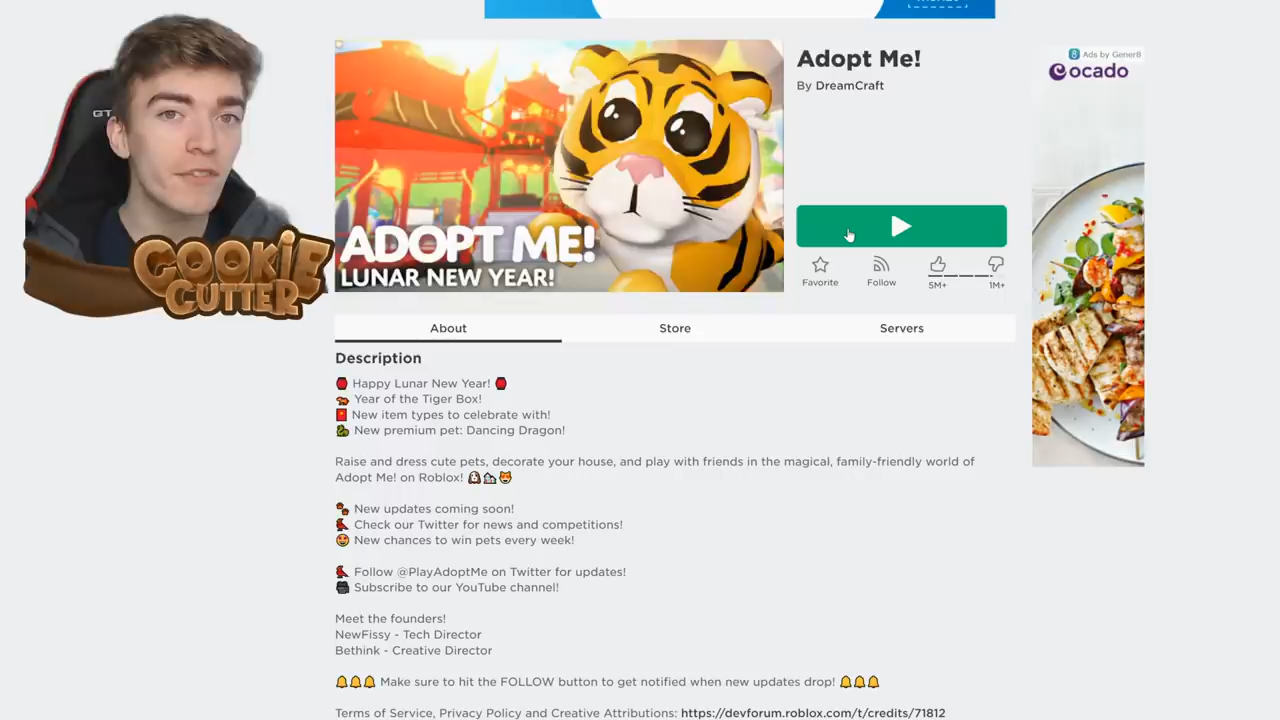 Ads by Gener8
ocado
GT
COOKIE
CUTTER
ADOPT ME!
LUNAR NEW YEAR!
Adopt Me!
By DreamCraft
Favorite
Follow
5M+
1M+
About
Store
Servers
Description
Happy Lunar New Year!
Year of the Tiger Box!
New item types to celebrate with!
New premium pet: Dancing Dragon!
Raise and dress cute pets, decorate your house, and play with friends in the magical, family-friendly world of
Adopt Me! on Roblox!
New updates coming soon!
Check our Twitter for news and competitions!
New chances to win pets every week!
Follow @PlayAdoptMe on Twitter for updates!
Subscribe to our YouTube channel!
Meet the founders!
NewFissy - Tech Director
Bethink - Creative Director
Make sure to hit the FOLLOW button to get notified when new updates drop!
Terms of Service, Privacy Policy and Creative Attributions: https://devforum.roblox.com/t/credits/71812